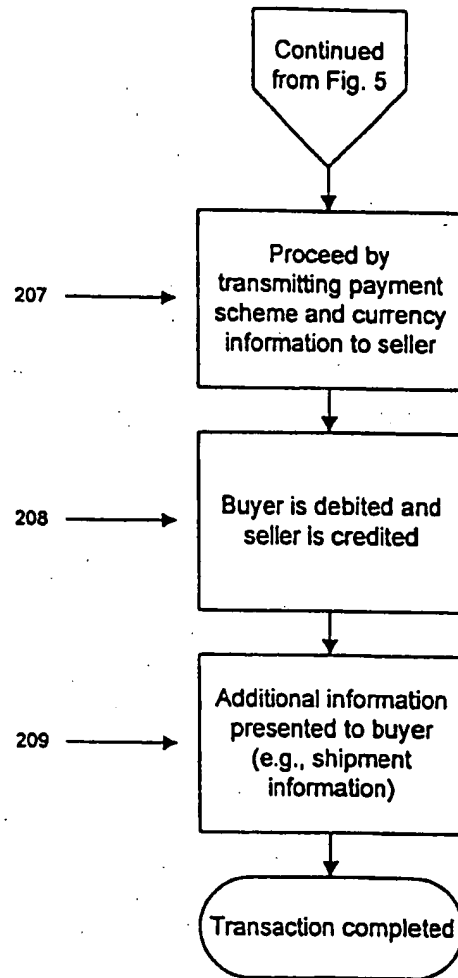 Continued
from Fig. 5
207
Proceed by
transmitting payment
scheme and currency
information to seller
208
Buyer is debited and
seller is credited
209
Additional information
presented to buyer
(e.g., shipment
information)
Transaction completed